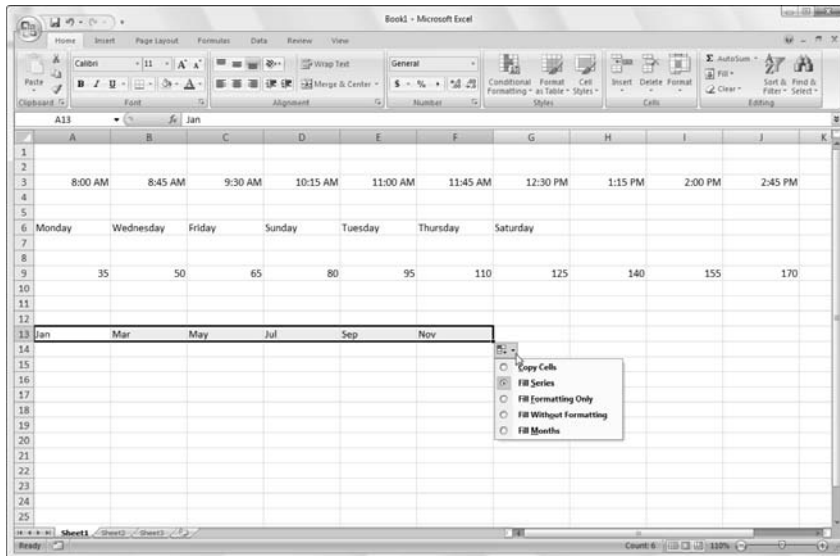 Book1 - Microsoft Excel
Home Insert Page Layout Formulas Data Review View
Paste
Calibri 11 A A
B I U A
Wrap Text
Merge & Center
General
$ % ,
Conditional Formatting
Format as Table
Cell Styles
Insert Delete Format
Σ AutoSum
Fill
Clear
Sort & Filter
Find & Select
Clipboard Font Alignment Number Styles Cells Editing
A13 fx Jan
A B C D E F G H I J K
1
2
3 8:00 AM 8:45 AM 9:30 AM 10:15 AM 11:00 AM 11:45 AM 12:30 PM 1:15 PM 2:00 PM 2:45 PM
4
5
6 Monday Wednesday Friday Sunday Tuesday Thursday Saturday
7
8
9 35 50 65 80 95 110 125 140 155 170
10
11
12
13 Jan Mar May Jul Sep Nov
14
15 Copy Cells
16 Fill Series
17 Fill Formatting Only
18 Fill Without Formatting
19 Fill Months
20
21
22
23
24
25
Sheet1 Sheet2 Sheet3
Ready Count: 6 110%